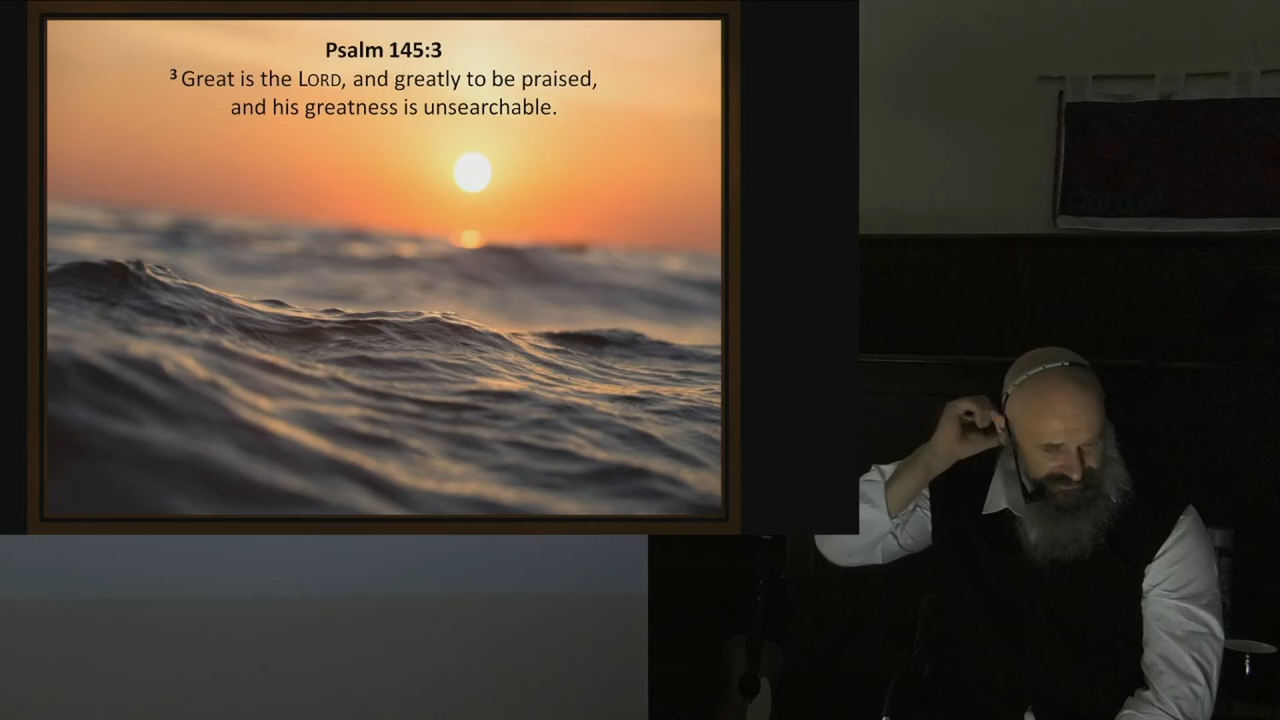 Psalm 145:3
³ Great is the LORD, and greatly to be praised,
and his greatness is unsearchable.